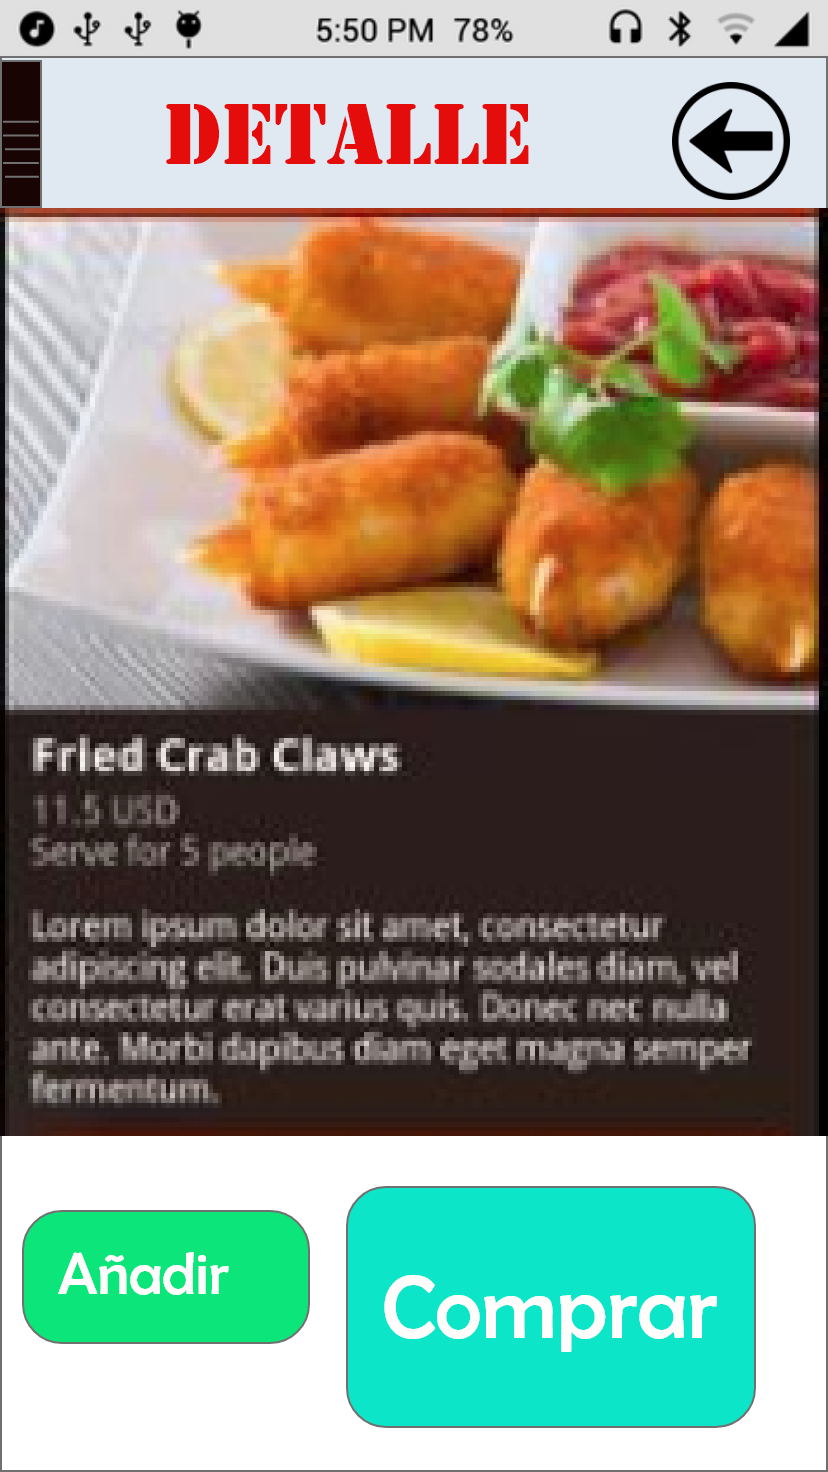 5:50 PM 78%
DETALLE
Fried Crab Claws
11.5 USD
Serve for 5 people
Lorem ipsum dolor sit amet, consectetur
adipiscing elit. Duis pulvinar sodales diam, vel
consectetur erat varius quis. Donec nec nulla
ante. Morbi dapibus diam eget magna semper
fermentum.
Añadir
Comprar